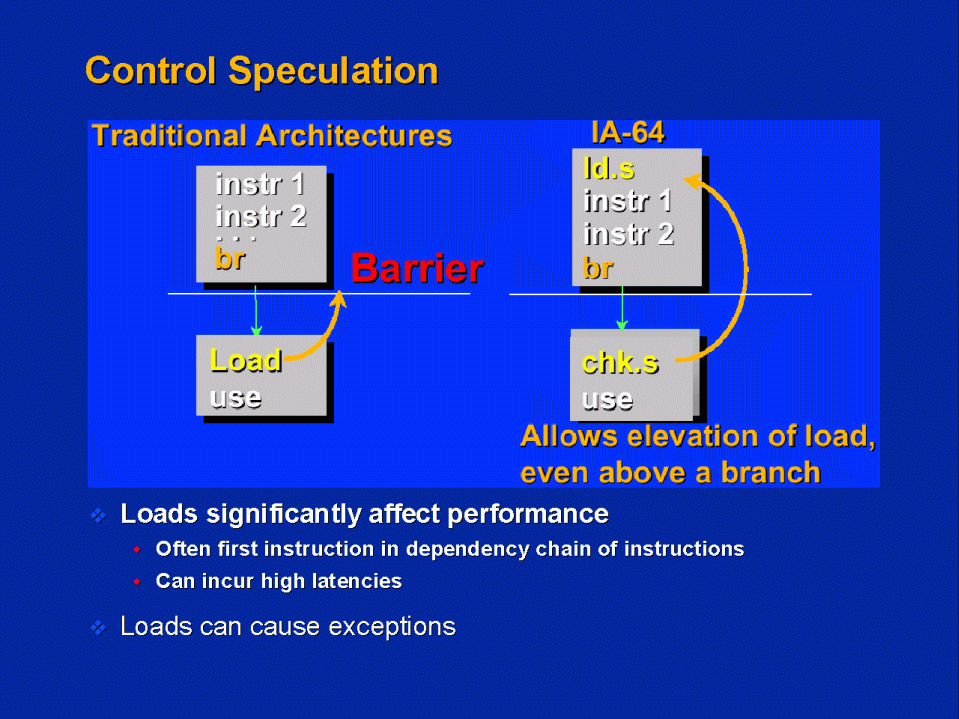 Control Speculation
Traditional Architectures
instr 1
instr 2
. . .
br
Barrier
Load
use
IA-64
ld.s
instr 1
instr 2
br
chk.s
use
Allows elevation of load,
even above a branch
Loads significantly affect performance
Often first instruction in dependency chain of instructions
Can incur high latencies
Loads can cause exceptions